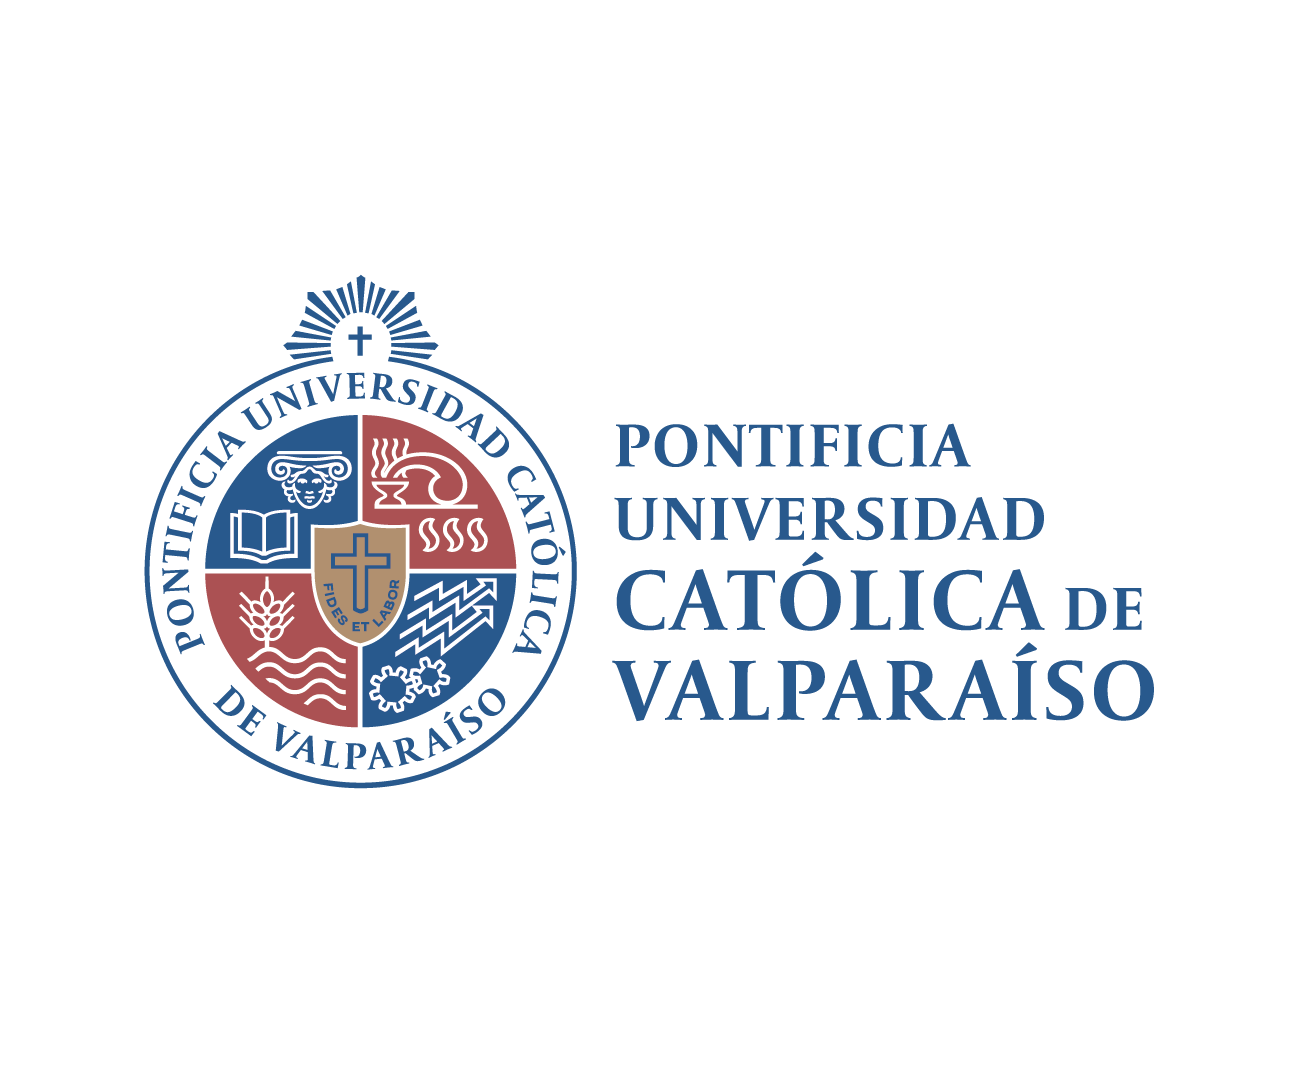 PONTIFICIA UNIVERSIDAD CATÓLICA
DE VALPARAÍSO
FIDES ET LABOR
PONTIFICIA
UNIVERSIDAD
CATÓLICA DE
VALPARAÍSO